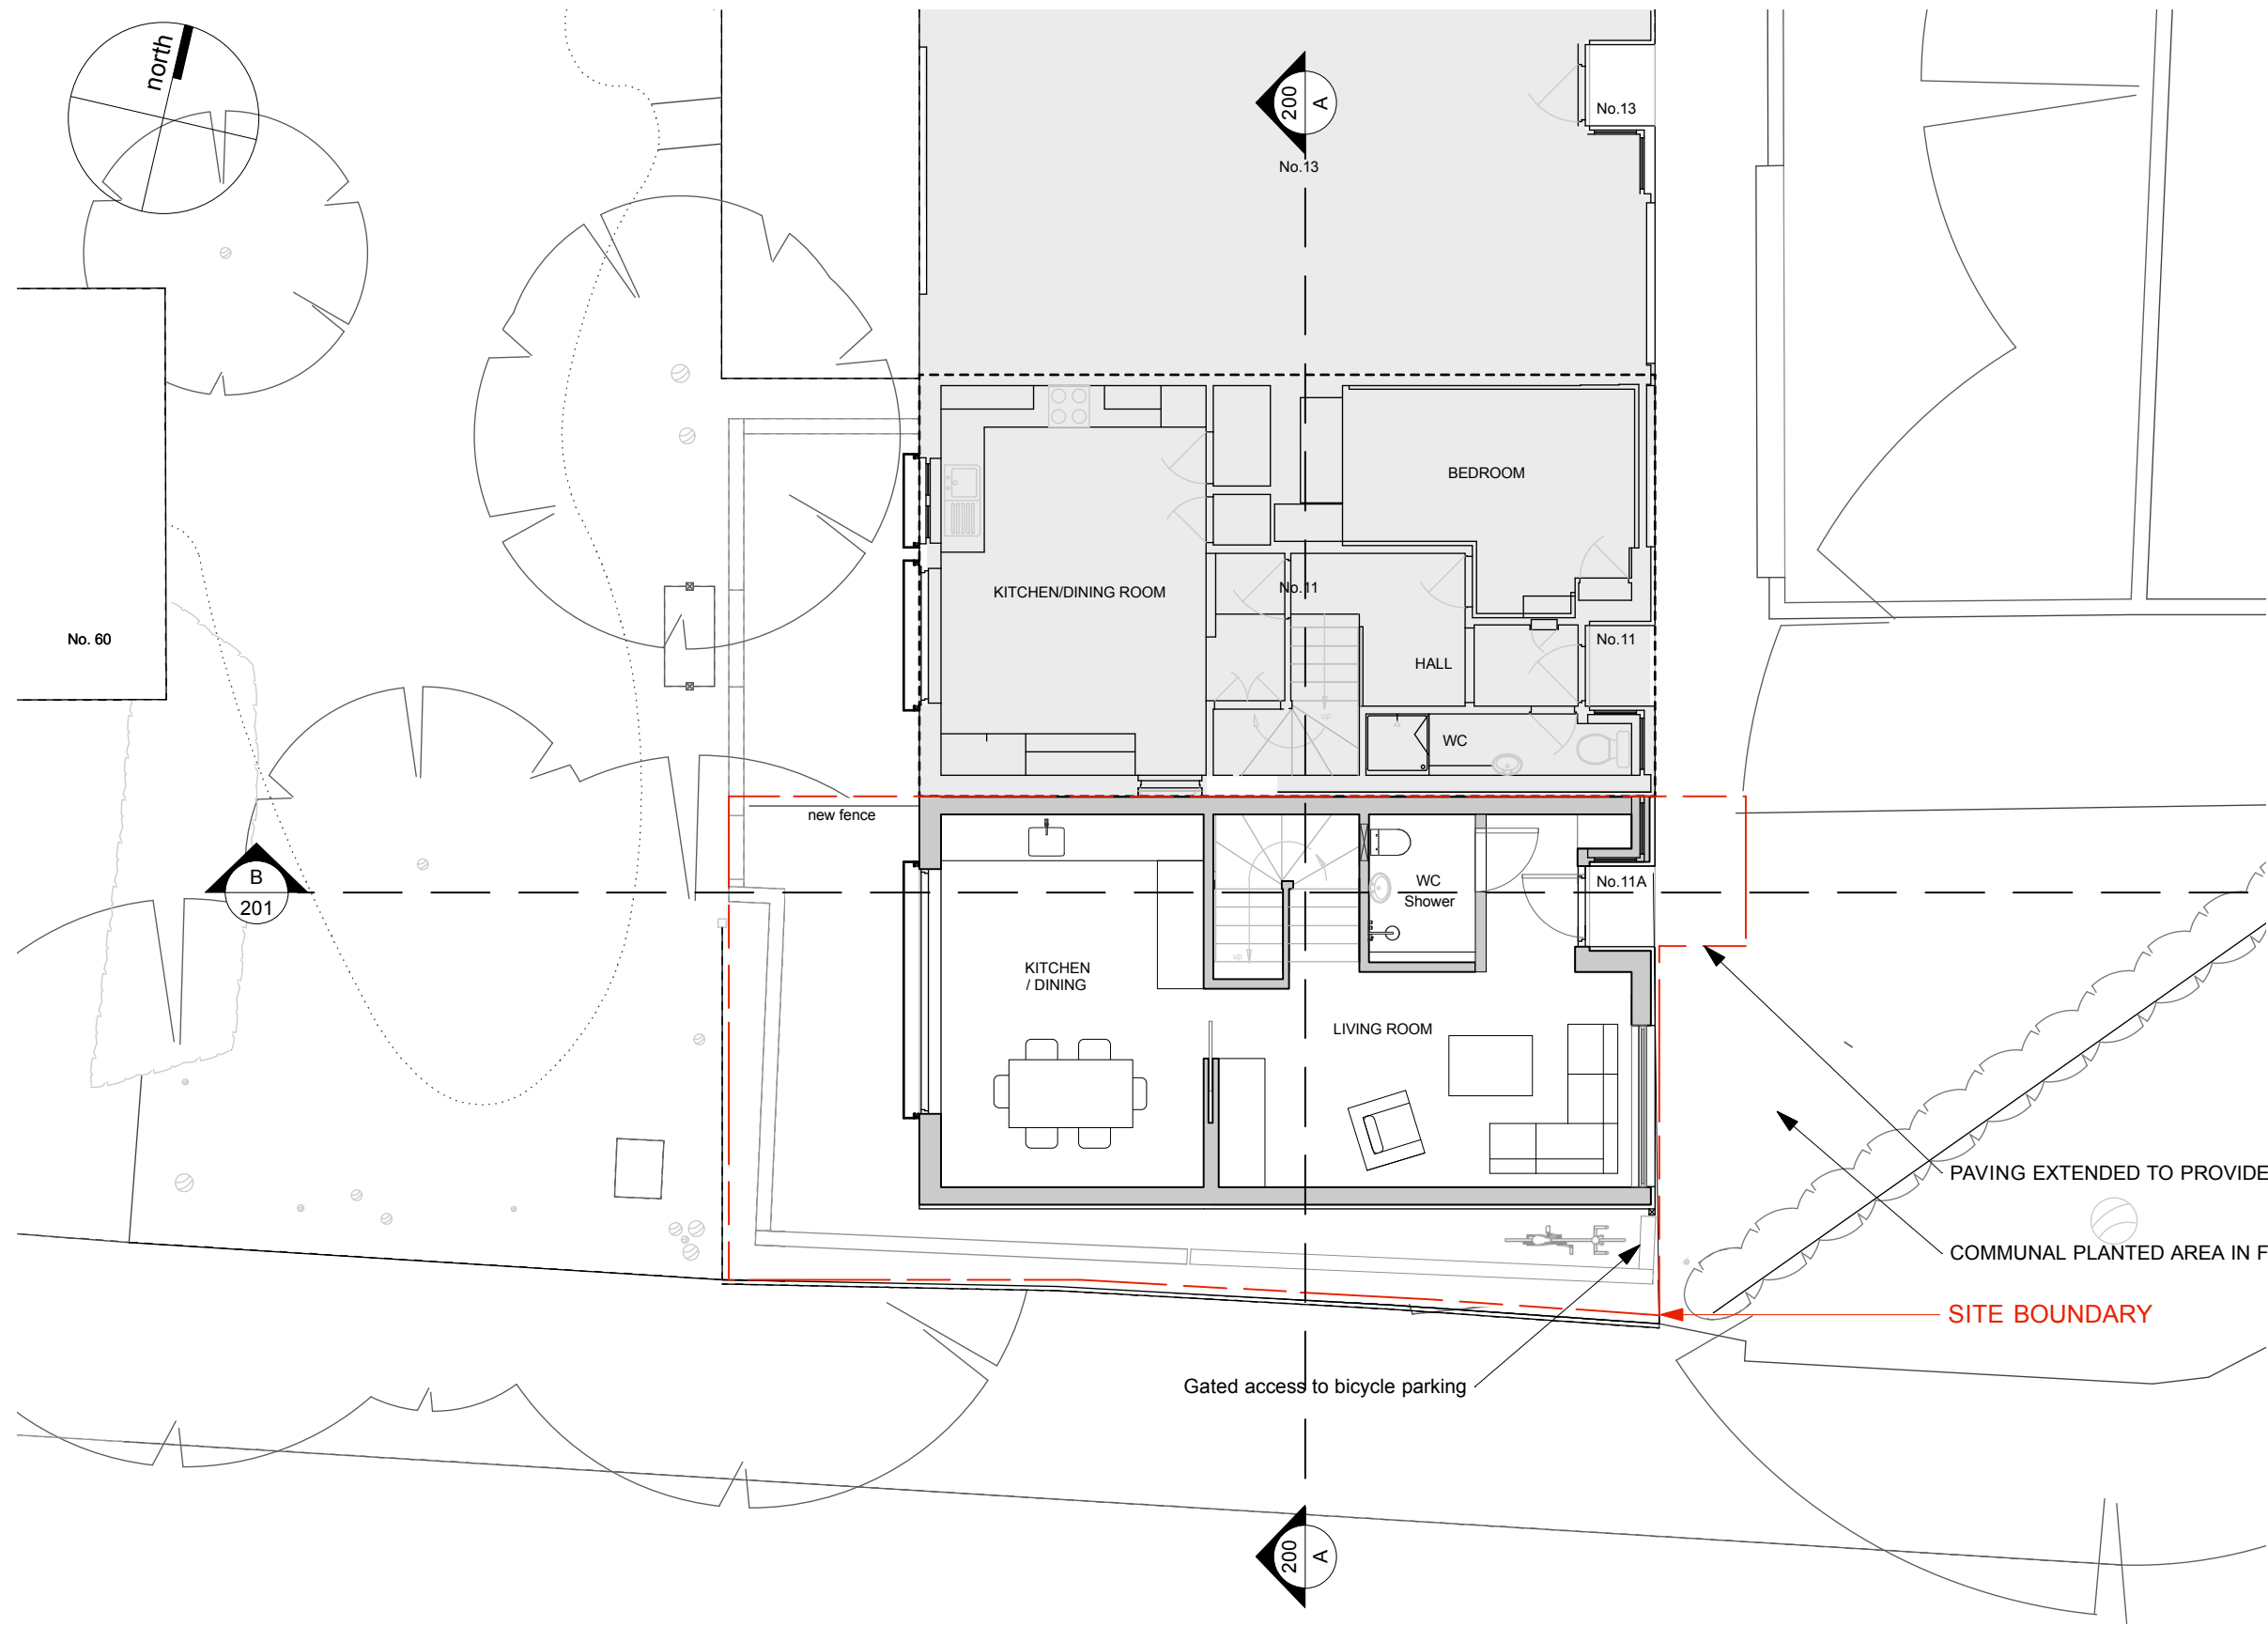 north
200
A
No.13
No.13
BEDROOM
KITCHEN/DINING ROOM
No.11
No. 60
No.11
HALL
up
WC
new fence
B
201
WC
Shower
No.11A
up
KITCHEN
/ DINING
LIVING ROOM
PAVING EXTENDED TO PROVIDE
COMMUNAL PLANTED AREA IN F
SITE BOUNDARY
Gated access to bicycle parking
200
A